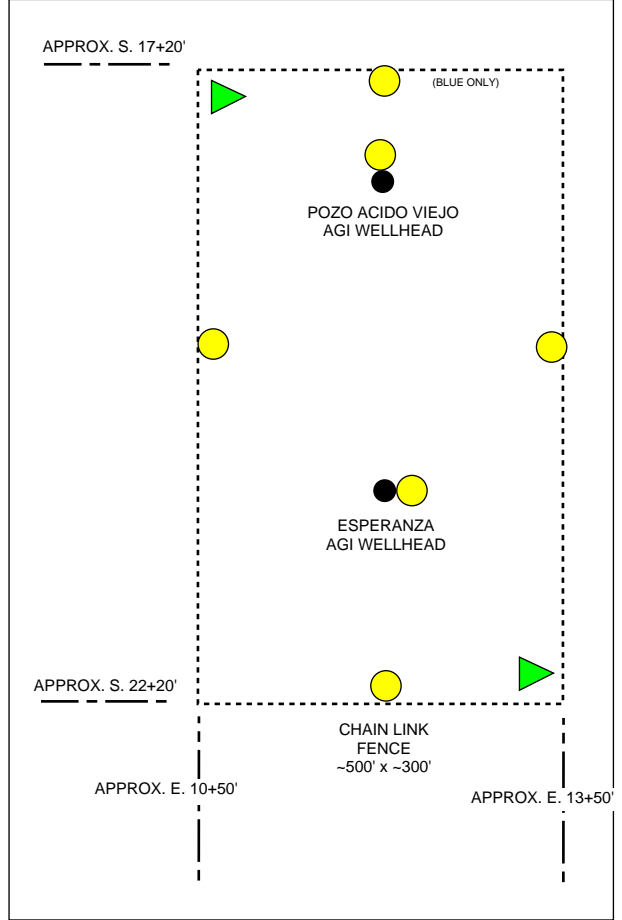 APPROX. S. 17+20'
(BLUE ONLY)
POZO ACIDO VIEJO
AGI WELLHEAD
ESPERANZA
AGI WELLHEAD
APPROX. S. 22+20'
CHAIN LINK
FENCE
~500' x ~300'
APPROX. E. 10+50'
APPROX. E. 13+50'